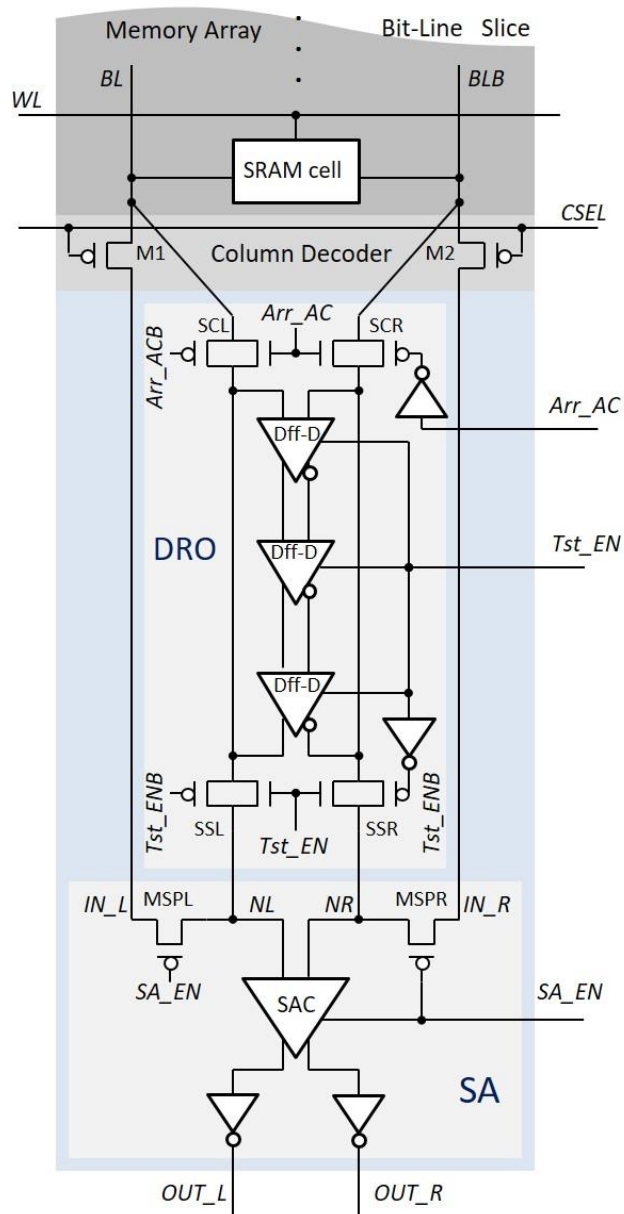 Memory Array
Bit-Line Slice
BL
BLB
WL
SRAM cell
CSEL
M1
Column Decoder
M2
Arr_AC
SCL
SCR
Arr_ACB
Arr_AC
Dff-D
DRO
Dff-D
Tst_EN
Dff-D
Tst_ENB
SSL
Tst_EN
SSR
Tst_ENB
IN_L
MSPL
NL
NR
MSPR
IN_R
SA_EN
SAC
SA_EN
SA
OUT_L
OUT_R